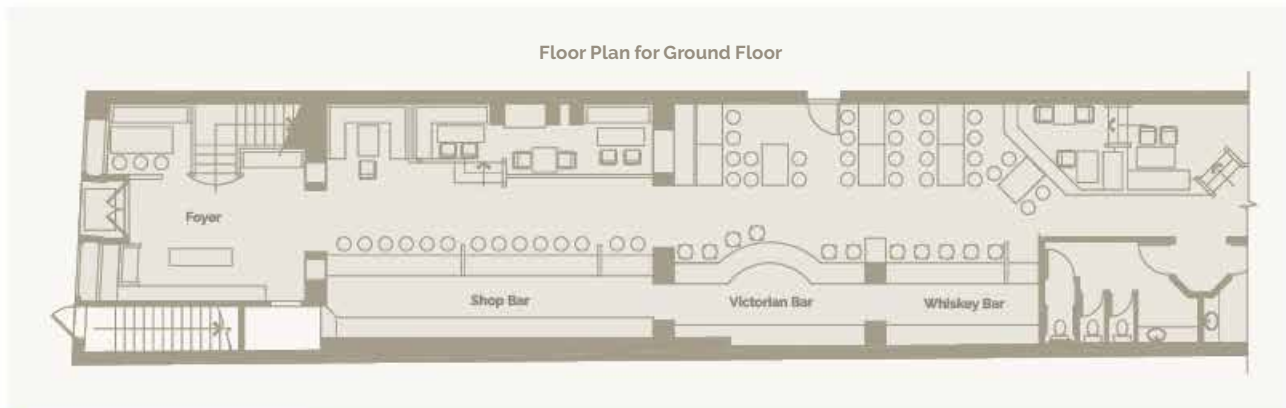 Floor Plan for Ground Floor
Foyer
Shop Bar
Victorian Bar
Whiskey Bar